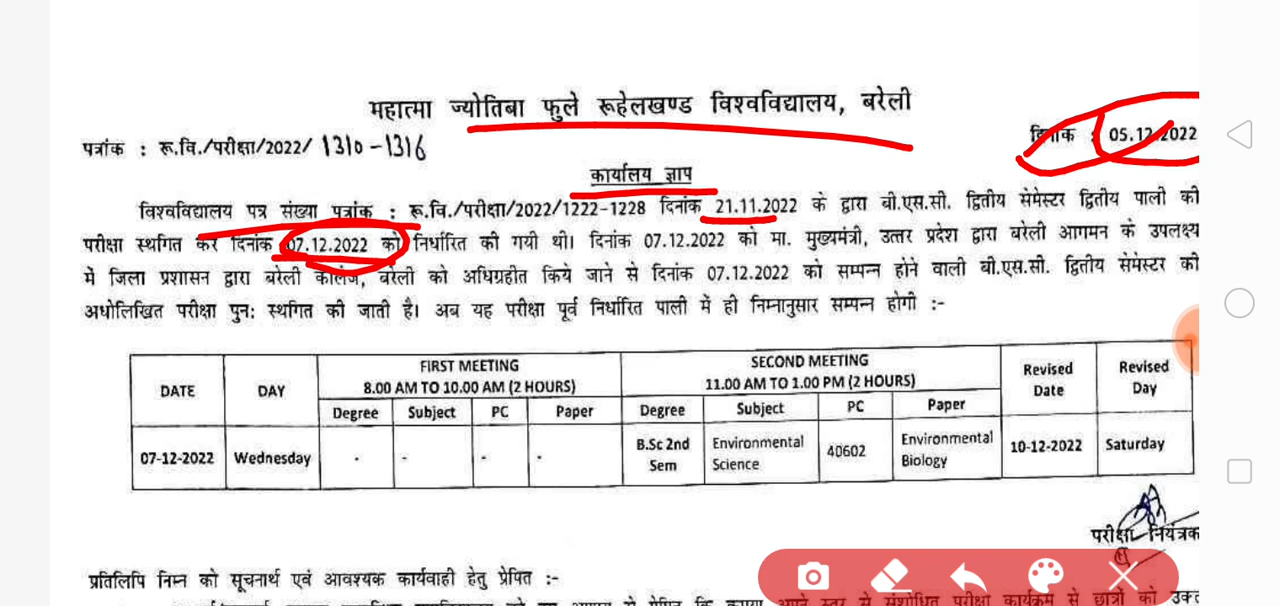 महात्मा ज्योतिबा फुले रूहेलखण्ड विश्वविद्यालय, बरेली
पत्रांक : रू.वि./परीक्षा/2022/ 1310-1316 दिनांक : 05.12.2022
कार्यालय ज्ञाप
विश्वविद्यालय पत्र संख्या पत्रांक : रू.वि./परीक्षा/2022/1222-1228 दिनांक 21.11.2022 के द्वारा बी.एस.सी. द्वितीय सेमेस्टर द्वितीय पाली की
परीक्षा स्थगित कर दिनांक 07.12.2022 को निर्धारित की गयी थी। दिनांक 07.12.2022 को मा. मुख्यमंत्री, उत्तर प्रदेश द्वारा बरेली आगमन के उपलक्ष्य
में जिला प्रशासन द्वारा बरेली कालेज, बरेली को अधिग्रहीत किये जाने से दिनांक 07.12.2022 को सम्पन्न होने वाली बी.एस.सी. द्वितीय सेमेस्टर की
अधोलिखित परीक्षा पुनः स्थगित की जाती है। अब यह परीक्षा पूर्व निर्धारित पाली में ही निम्नानुसार सम्पन्न होगी :-
DATE DAY FIRST MEETING 8.00 AM TO 10.00 AM (2 HOURS) SECOND MEETING 11.00 AM TO 1.00 PM (2 HOURS) Revised Date Revised Day
Degree Subject PC Paper Degree Subject PC Paper
07-12-2022 Wednesday - - - - B.Sc 2nd Sem Environmental Science 40602 Environmental Biology 10-12-2022 Saturday
परीक्षा नियंत्रक
प्रतिलिपि निम्न को सूचनार्थ एवं आवश्यक कार्यवाही हेतु प्रेषित :-